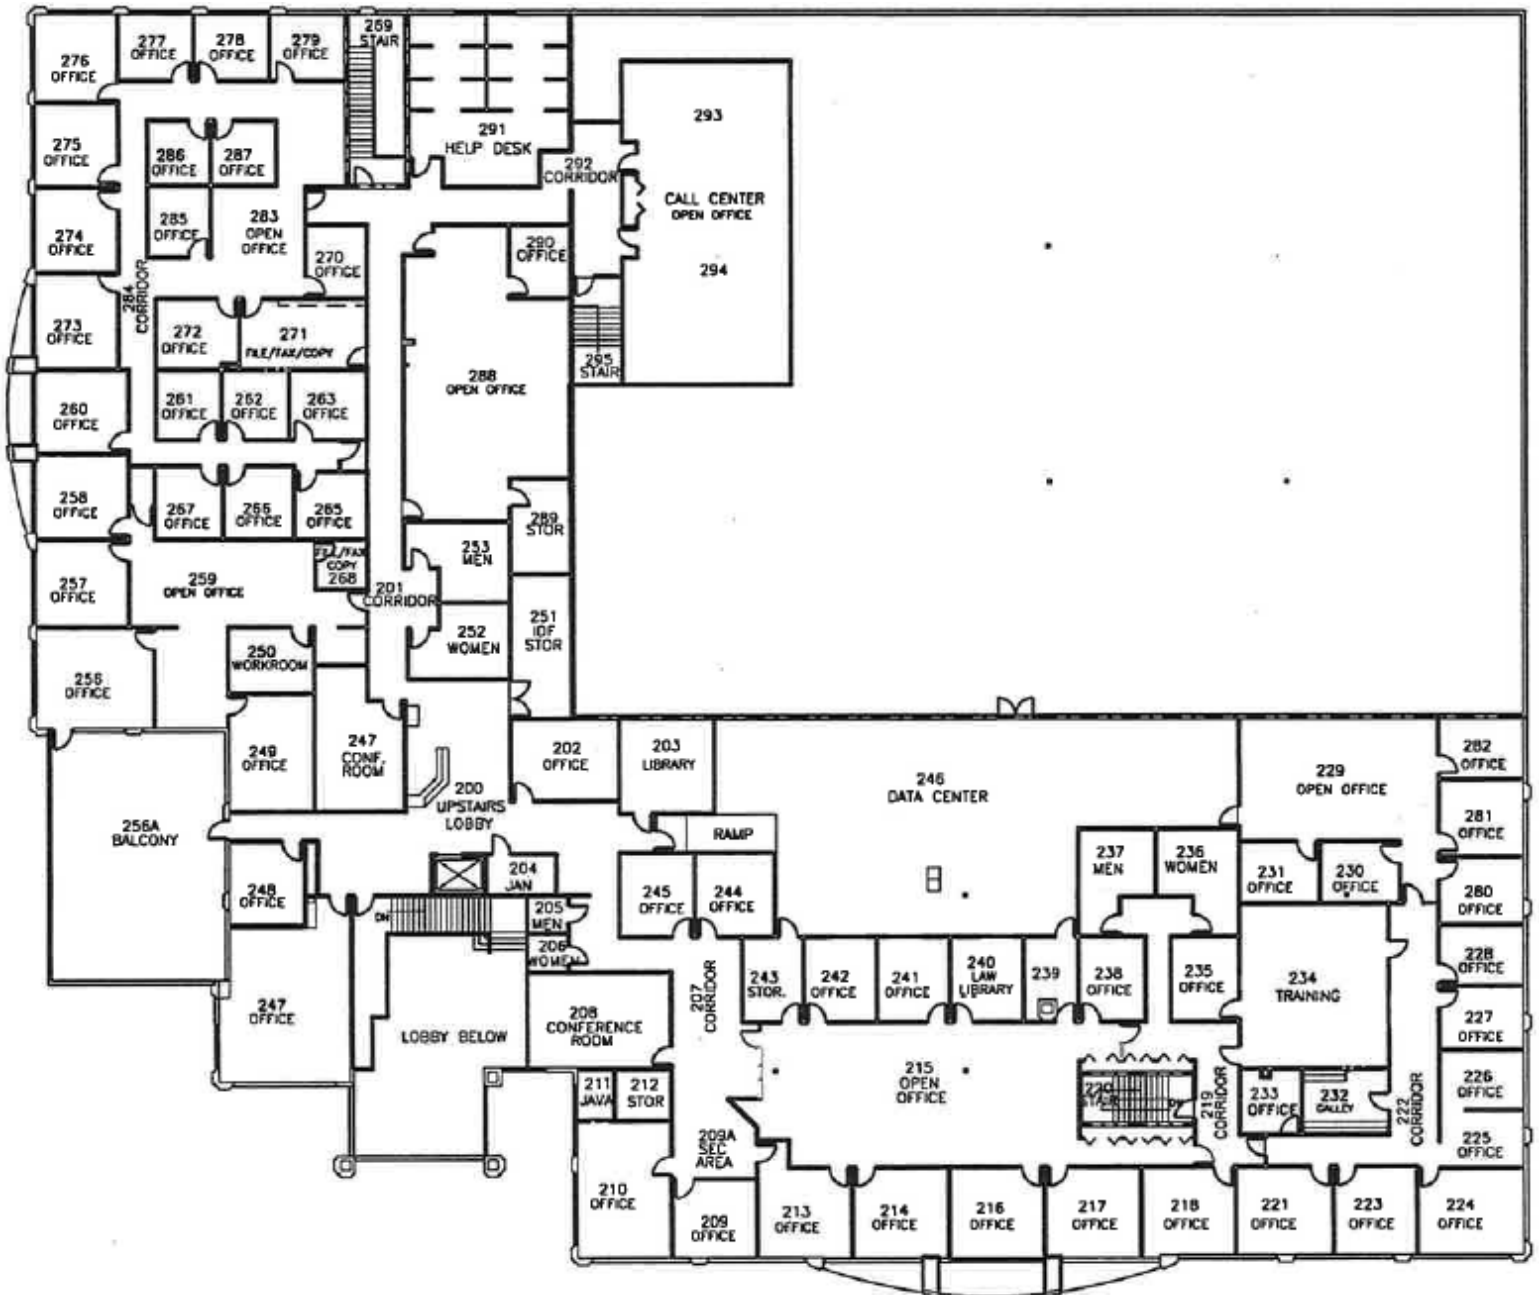 276
OFFICE
277
OFFICE
278
OFFICE
279
OFFICE
269
STAIR
291
HELP DESK
292
CORRIDOR
293
CALL CENTER
OPEN OFFICE
294
295
STAIR
275
OFFICE
286
OFFICE
287
OFFICE
274
OFFICE
285
OFFICE
283
OPEN
OFFICE
270
OFFICE
290
OFFICE
284
CORRIDOR
273
OFFICE
272
OFFICE
271
FILE/FAX/COPY
288
OPEN OFFICE
260
OFFICE
261
OFFICE
262
OFFICE
263
OFFICE
258
OFFICE
267
OFFICE
266
OFFICE
265
OFFICE
289
STOR
253
MEN
FILE/FAX
COPY
268
257
OFFICE
259
OPEN OFFICE
201
CORRIDOR
252
WOMEN
251
IDF
STOR
250
WORKROOM
256
OFFICE
249
OFFICE
247
CONF.
ROOM
202
OFFICE
203
LIBRARY
200
UPSTAIRS
LOBBY
246
DATA CENTER
229
OPEN OFFICE
282
OFFICE
281
OFFICE
256A
BALCONY
RAMP
204
JAN
248
OFFICE
245
OFFICE
244
OFFICE
237
MEN
236
WOMEN
231
OFFICE
230
OFFICE
280
OFFICE
DN
205
MEN
206
WOMEN
207
CORRIDOR
243
STOR.
242
OFFICE
241
OFFICE
240
LAW
LIBRARY
239
238
OFFICE
235
OFFICE
234
TRAINING
228
OFFICE
227
OFFICE
247
OFFICE
LOBBY BELOW
208
CONFERENCE
ROOM
215
OPEN
OFFICE
211
JAVA
212
STOR
220
STAIR
DN
219
CORRIDOR
233
OFFICE
232
GALLEY
222
CORRIDOR
226
OFFICE
225
OFFICE
209A
SEC
AREA
210
OFFICE
209
OFFICE
213
OFFICE
214
OFFICE
216
OFFICE
217
OFFICE
218
OFFICE
221
OFFICE
223
OFFICE
224
OFFICE